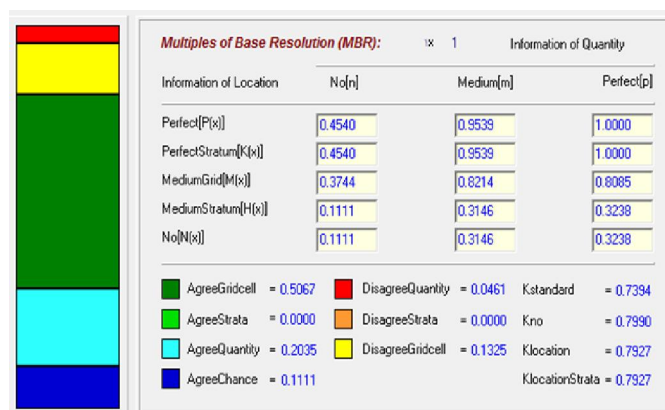 Multiples of Base Resolution (MBR): 1x 1 Information of Quantity
Information of Location No[n] Medium[m] Perfect[p]
Perfect[P(x)] 0.4540 0.9539 1.0000
PerfectStratum[K(x)] 0.4540 0.9539 1.0000
MediumGrid[M(x)] 0.3744 0.8214 0.8085
MediumStratum[H(x)] 0.1111 0.3146 0.3238
No[N(x)] 0.1111 0.3146 0.3238
AgreeGridcell = 0.5067 DisagreeQuantity = 0.0461 Kstandard = 0.7394
AgreeStrata = 0.0000 DisagreeStrata = 0.0000 Kno = 0.7990
AgreeQuantity = 0.2035 DisagreeGridcell = 0.1325 Klocation = 0.7927
AgreeChance = 0.1111 KlocationStrata = 0.7927